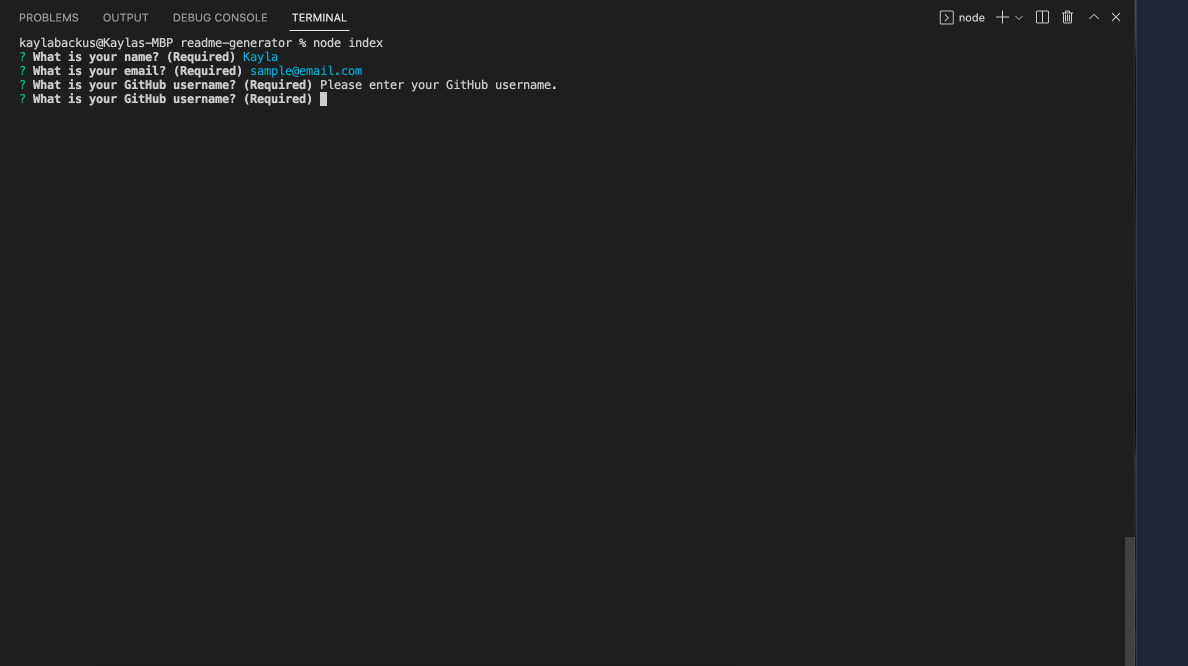 PROBLEMS OUTPUT DEBUG CONSOLE TERMINAL node
kaylabackus@Kaylas-MBP readme-generator % node index
? What is your name? (Required) Kayla
? What is your email? (Required) sample@email.com
? What is your GitHub username? (Required) Please enter your GitHub username.
? What is your GitHub username? (Required)